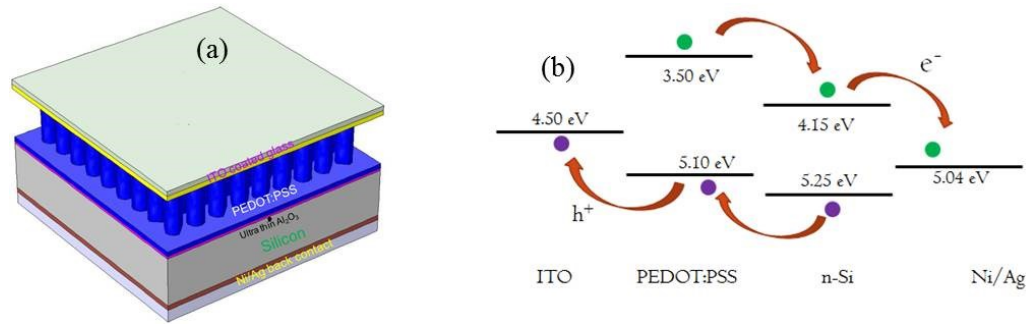 (a)
ITO coated glass
PEDOT:PSS
Ultra thin Al₂O₃
Silicon
Ni/Ag back contact
(b)
3.50 eV
e⁻
4.50 eV
4.15 eV
5.10 eV
5.25 eV
5.04 eV
h⁺
ITO PEDOT:PSS n-Si Ni/Ag